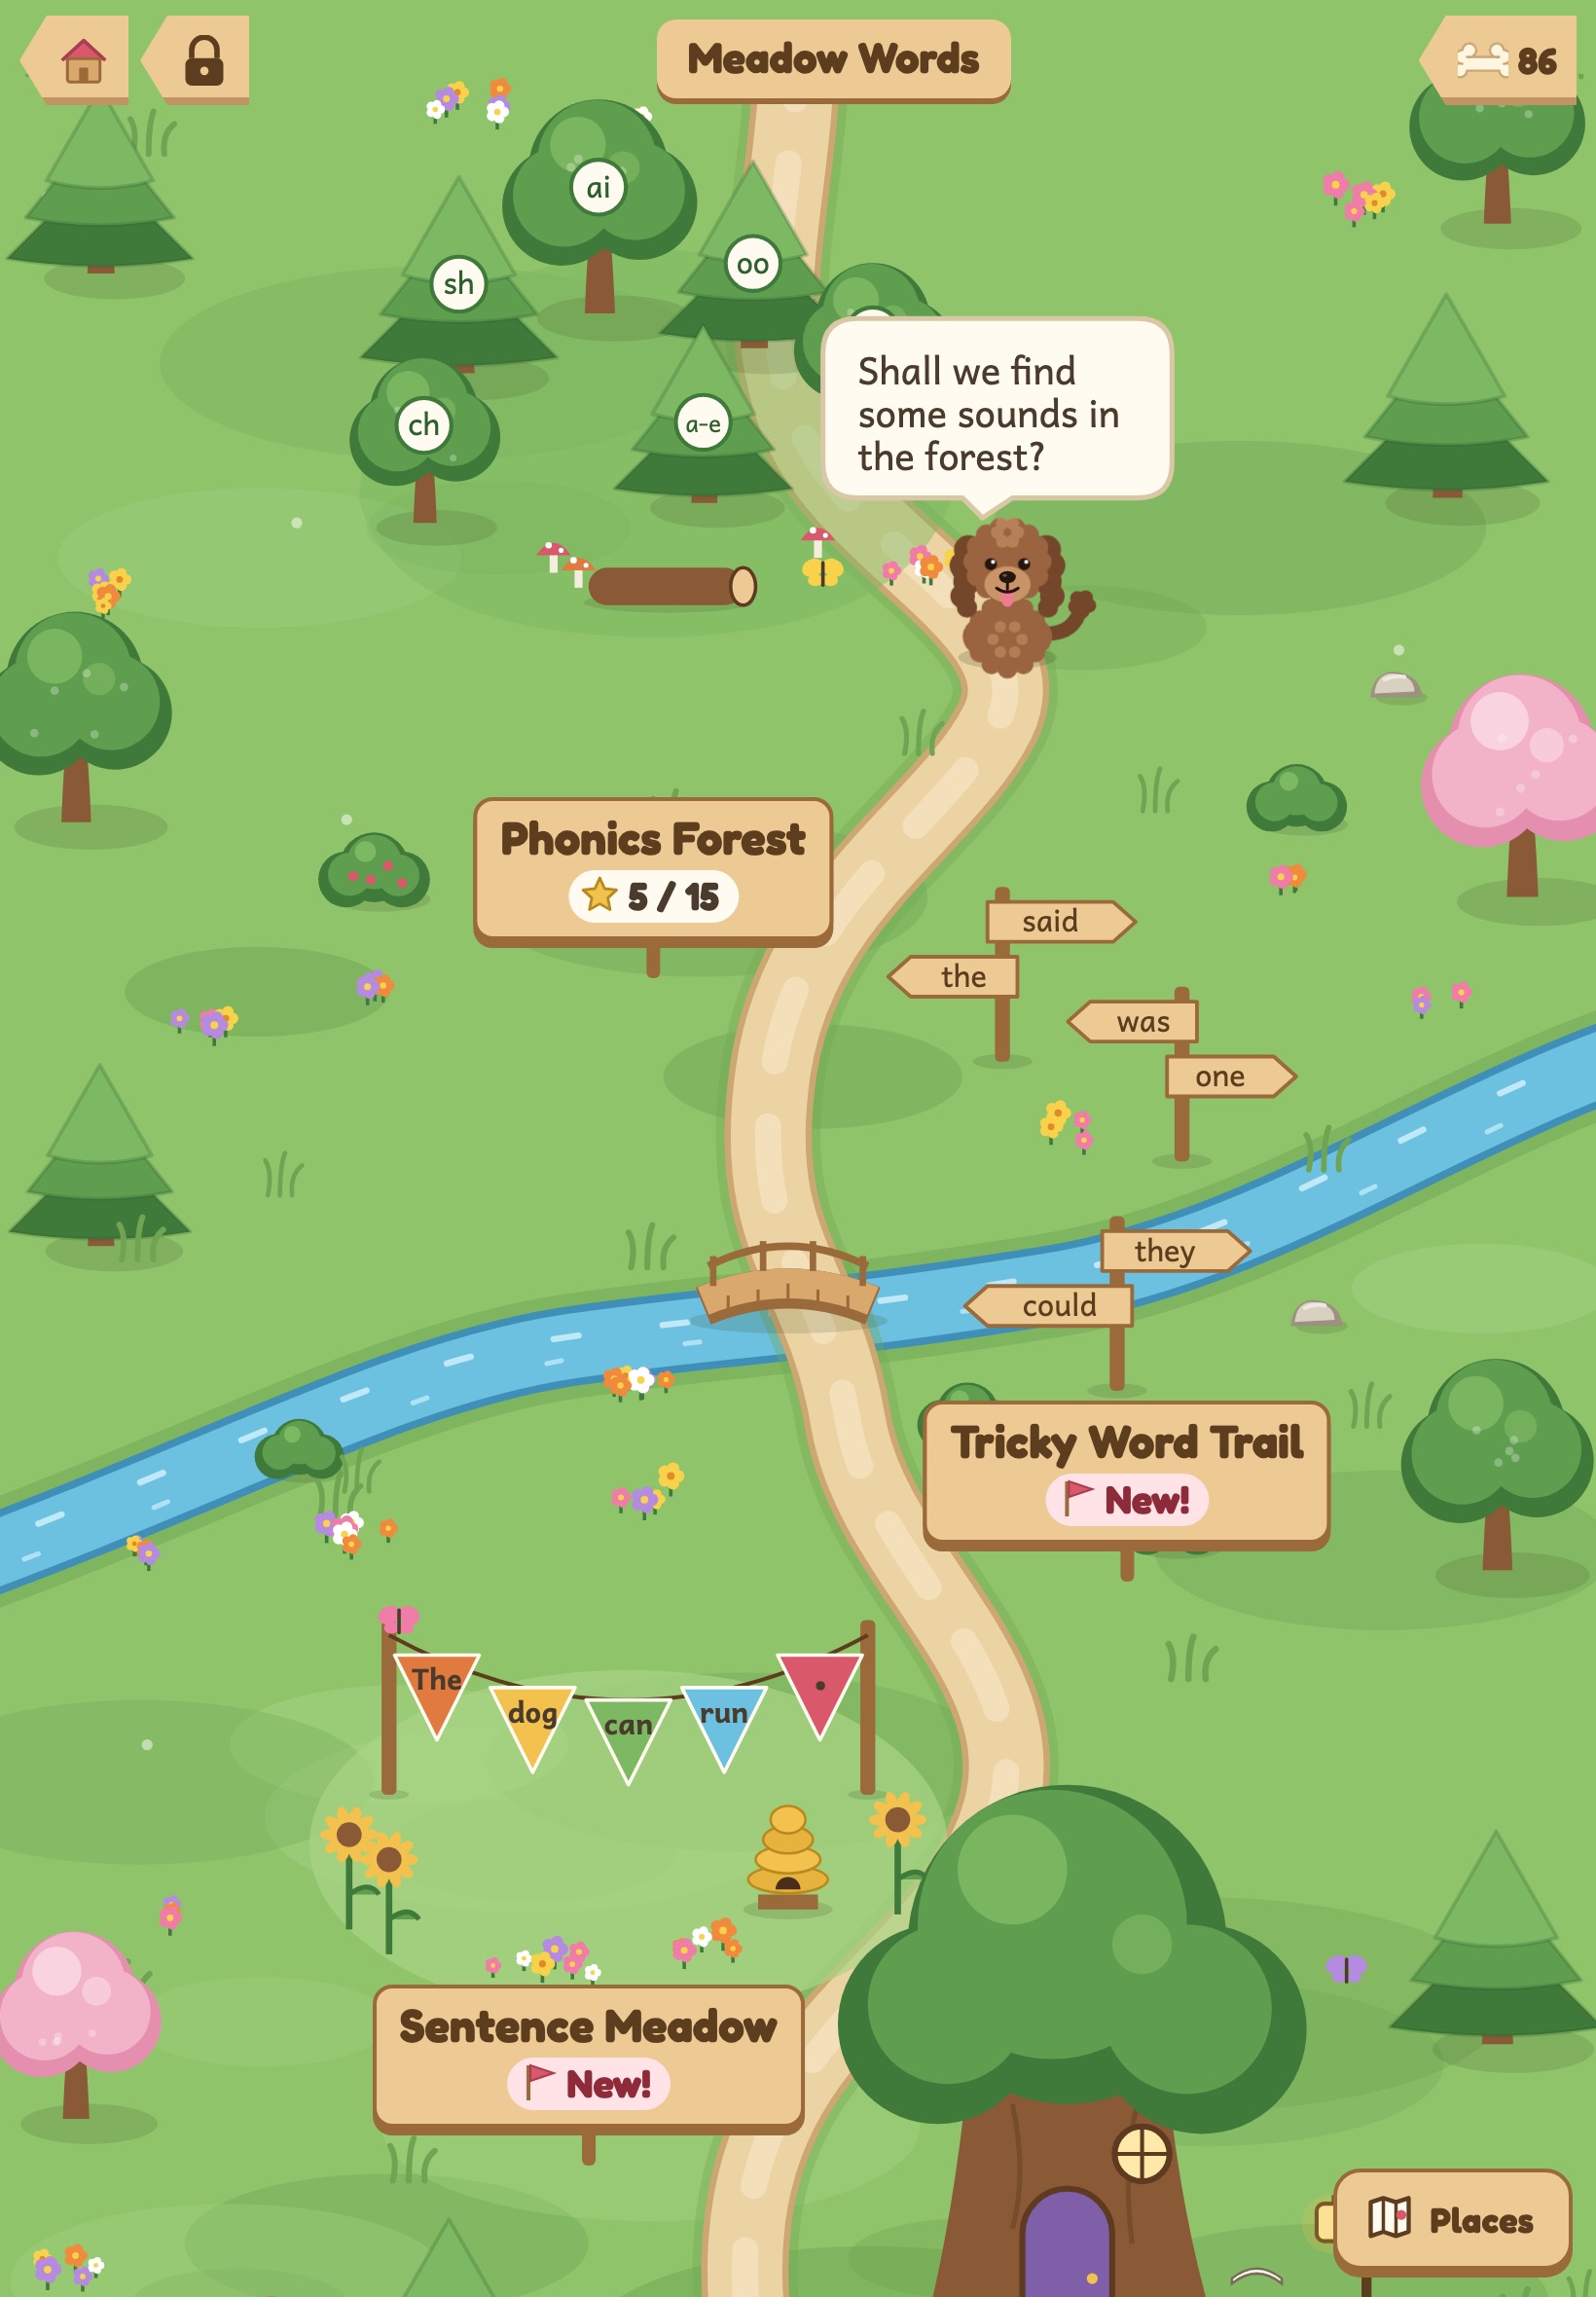 Meadow Words
86
ai
oo
sh
ch
a-e
Shall we find
some sounds in
the forest?
Phonics Forest
5 / 15
said
the
was
one
they
could
Tricky Word Trail
New!
The
dog
can
run
.
Sentence Meadow
New!
Places